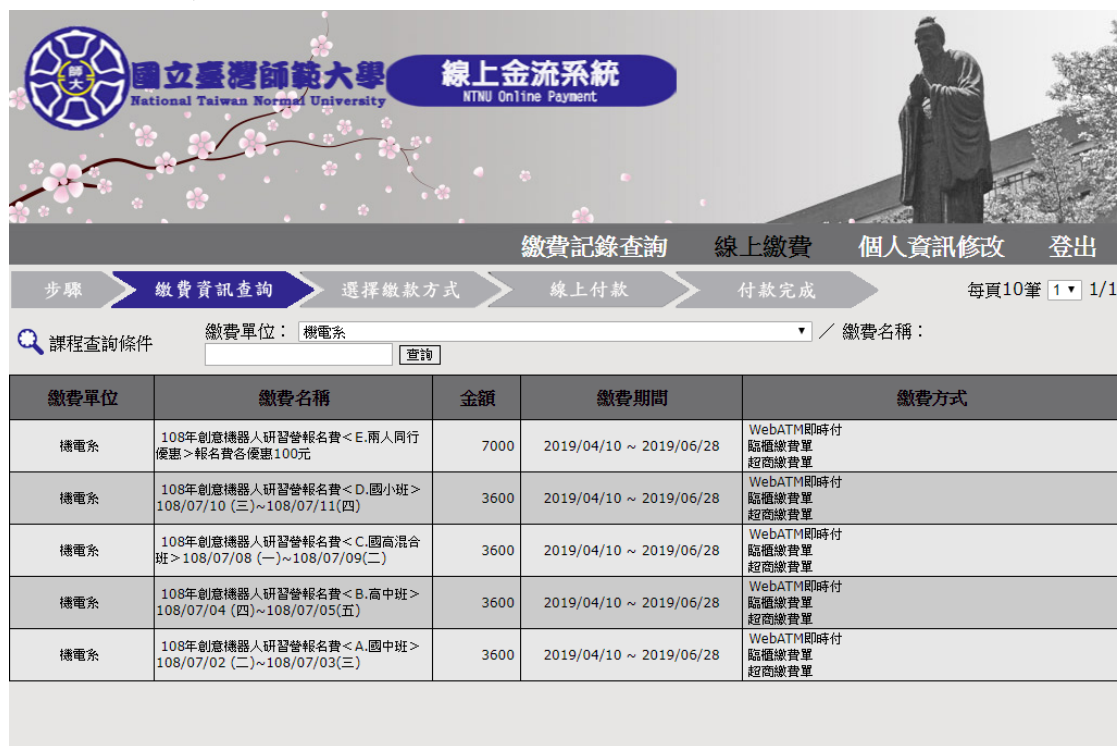 師大
國立臺灣師範大學
National Taiwan Normal University
線上金流系統
NTNU Online Payment
繳費記錄查詢 線上繳費 個人資訊修改 登出
步驟 繳費資訊查詢 選擇繳款方式 線上付款 付款完成 每頁10筆 1 1/1
課程查詢條件 繳費單位： 機電系 ／ 繳費名稱：
查詢
繳費單位 繳費名稱 金額 繳費期間 繳費方式
機電系 108年創意機器人研習營報名費<E.兩人同行優惠>報名費各優惠100元 7000 2019/04/10 ~ 2019/06/28 WebATM即時付
臨櫃繳費單
超商繳費單
機電系 108年創意機器人研習營報名費<D.國小班>108/07/10 (三)~108/07/11(四) 3600 2019/04/10 ~ 2019/06/28 WebATM即時付
臨櫃繳費單
超商繳費單
機電系 108年創意機器人研習營報名費<C.國高混合班>108/07/08 (一)~108/07/09(二) 3600 2019/04/10 ~ 2019/06/28 WebATM即時付
臨櫃繳費單
超商繳費單
機電系 108年創意機器人研習營報名費<B.高中班>108/07/04 (四)~108/07/05(五) 3600 2019/04/10 ~ 2019/06/28 WebATM即時付
臨櫃繳費單
超商繳費單
機電系 108年創意機器人研習營報名費<A.國中班>108/07/02 (二)~108/07/03(三) 3600 2019/04/10 ~ 2019/06/28 WebATM即時付
臨櫃繳費單
超商繳費單